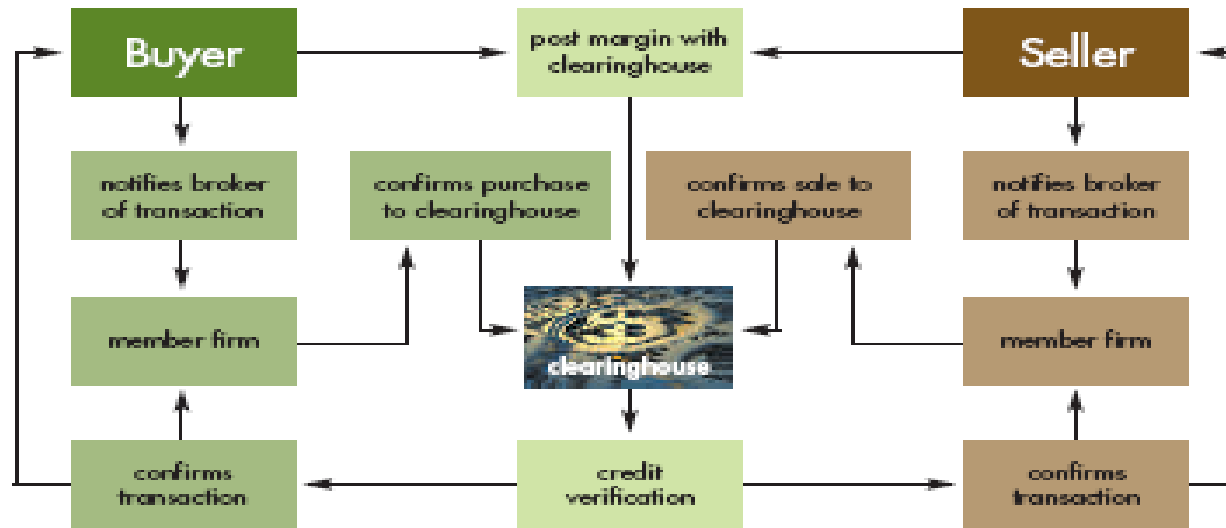 Buyer
post margin with
clearinghouse
Seller
notifies broker
of transaction
confirms purchase
to clearinghouse
confirms sale to
clearinghouse
notifies broker
of transaction
member firm
clearinghouse
member firm
confirms
transaction
credit
verification
confirms
transaction